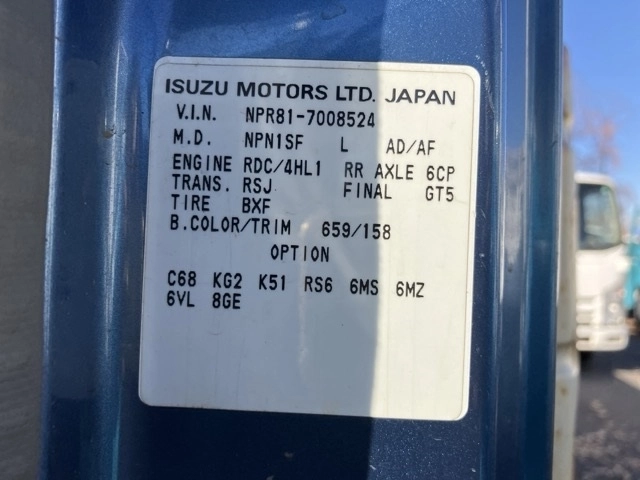 ISUZU MOTORS LTD. JAPAN
V.I.N. NPR81-7008524
M.D. NPN1SF L AD/AF
ENGINE RDC/4HL1 RR AXLE 6CP
TRANS. RSJ FINAL GT5
TIRE BXF
B.COLOR/TRIM 659/158
OPTION
C68 KG2 K51 RS6 6MS 6MZ
6VL 8GE